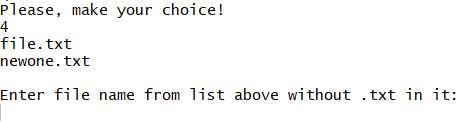 Please, make your choice!
4
file.txt
newone.txt
Enter file name from list above without .txt in it: